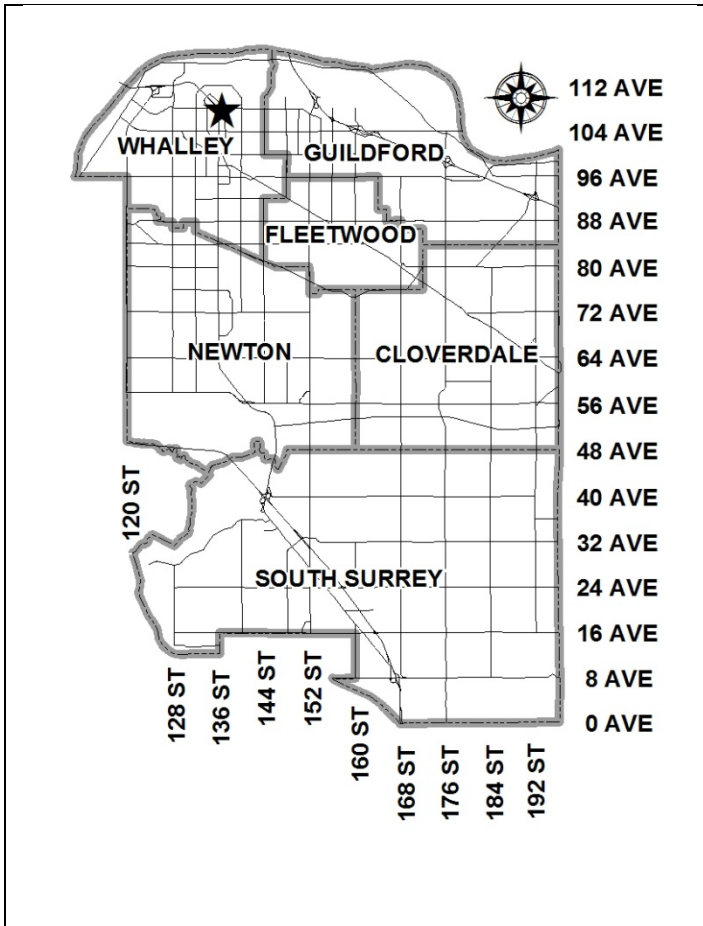 112 AVE
104 AVE
WHALLEY
GUILDFORD
96 AVE
88 AVE
FLEETWOOD
80 AVE
72 AVE
NEWTON
CLOVERDALE
64 AVE
56 AVE
48 AVE
120 ST
40 AVE
32 AVE
SOUTH SURREY
24 AVE
16 AVE
8 AVE
0 AVE
128 ST
136 ST
144 ST
152 ST
160 ST
168 ST
176 ST
184 ST
192 ST